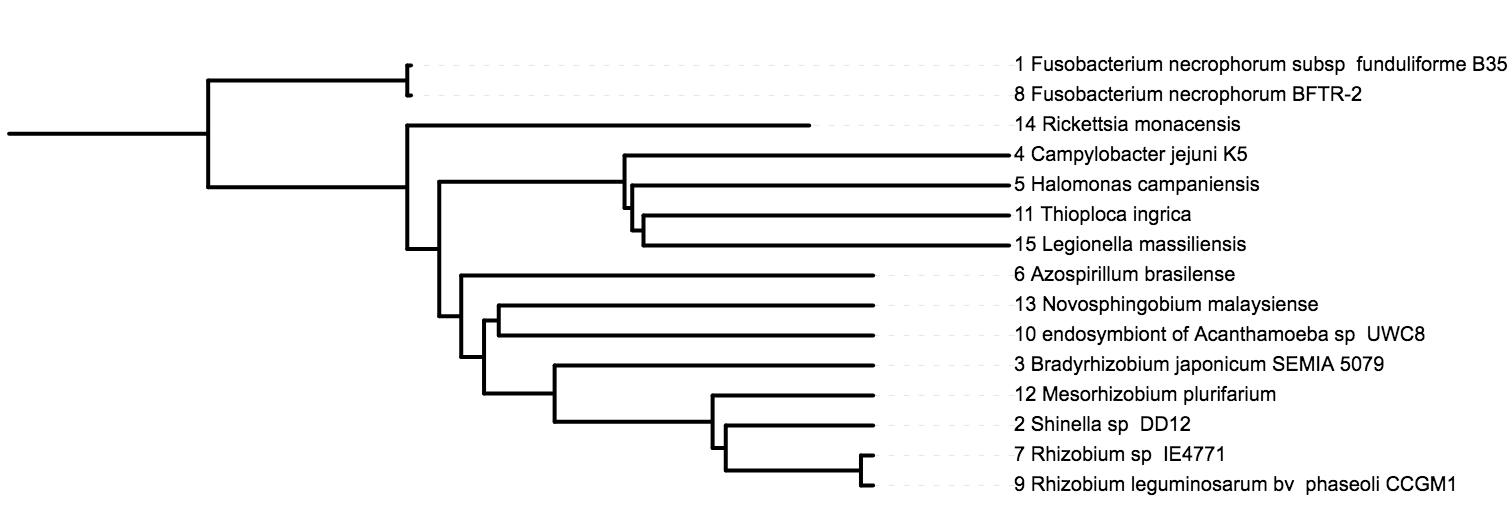 1 Fusobacterium necrophorum subsp funduliforme B35
8 Fusobacterium necrophorum BFTR-2
14 Rickettsia monacensis
4 Campylobacter jejuni K5
5 Halomonas campaniensis
11 Thioploca ingrica
15 Legionella massiliensis
6 Azospirillum brasilense
13 Novosphingobium malaysiense
10 endosymbiont of Acanthamoeba sp UWC8
3 Bradyrhizobium japonicum SEMIA 5079
12 Mesorhizobium plurifarium
2 Shinella sp DD12
7 Rhizobium sp IE4771
9 Rhizobium leguminosarum bv phaseoli CCGM1